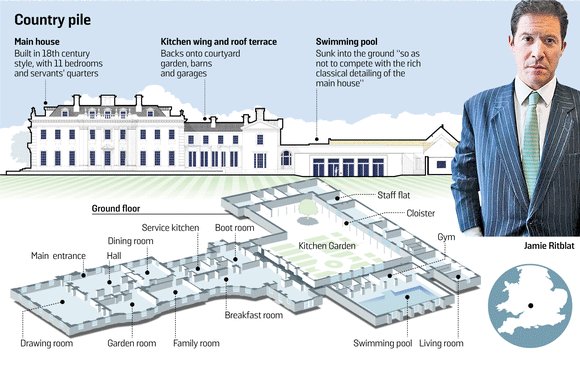 Country pile
Main house
Built in 18th century
style, with 11 bedrooms
and servants' quarters
Kitchen wing and roof terrace
Backs onto courtyard
garden, barns
and garages
Swimming pool
Sunk into the ground "so as
not to compete with the rich
classical detailing of the
main house"
Jamie Ritblat
Ground floor
Staff flat
Cloister
Kitchen Garden
Gym
Boot room
Service kitchen
Dining room
Hall
Main entrance
Breakfast room
Drawing room
Garden room
Family room
Swimming pool
Living room